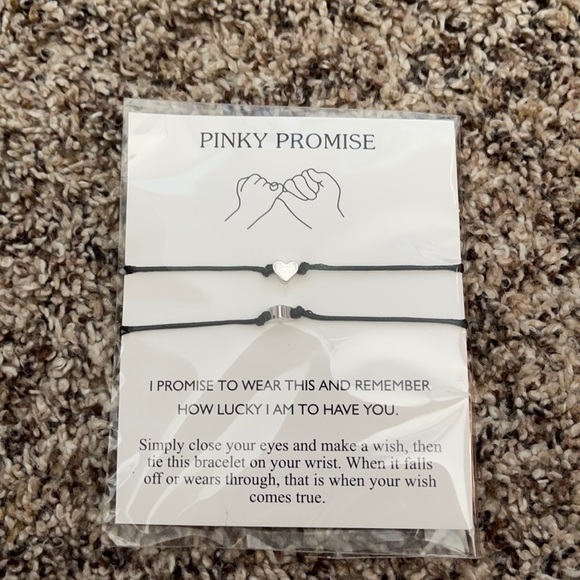 PINKY PROMISE
I PROMISE TO WEAR THIS AND REMEMBER
HOW LUCKY I AM TO HAVE YOU.
Simply close your eyes and make a wish, then
tie this bracelet on your wrist. When it falls
off or wears through, that is when your wish
comes true.